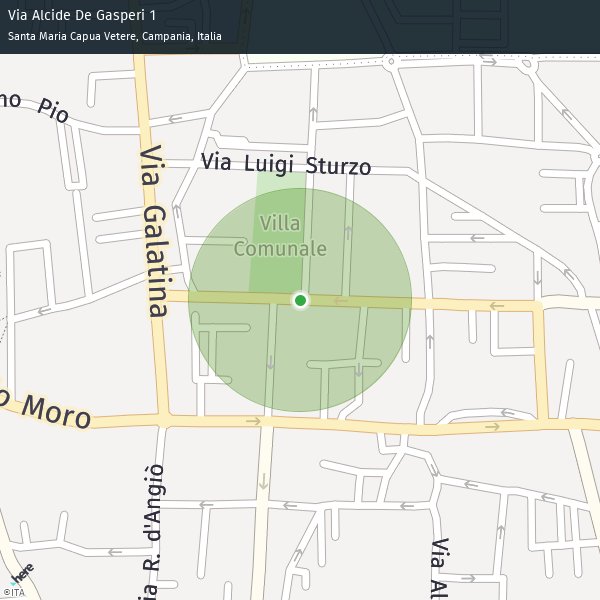 Via Alcide De Gasperi 1
Santa Maria Capua Vetere, Campania, Italia
no Pio
Via Luigi Sturzo
Via Galatina
Villa
Comunale
o Moro
ia R. d'Angiò
Via Al
here
©ITA